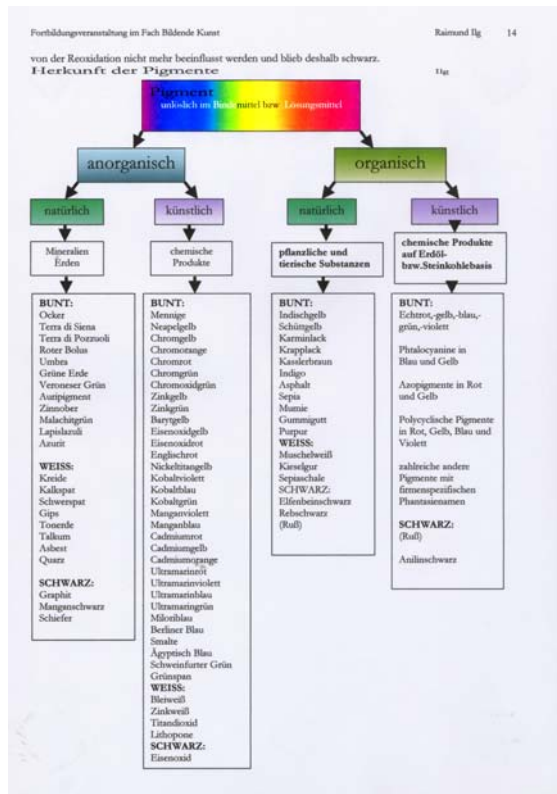 Fortbildungsveranstaltung im Fach Bildende Kunst
Raimund Ilg 14
von der Reoxidation nicht mehr beeinflusst werden und blieb deshalb schwarz.
Herkunft der Pigmente
Ilg
Pigment
unlöslich im Bindemittel bzw Lösungsmittel
anorganisch
organisch
natürlich
künstlich
natürlich
künstlich
Mineralien
Erden
chemische
Produkte
pflanzliche und
tierische Substanzen
chemische Produkte
auf Erdöl-
bzw.Steinkohlebasis
BUNT:
Ocker
Terra di Siena
Terra di Pozzuoli
Roter Bolus
Umbra
Grüne Erde
Veroneser Grün
Auripigment
Zinnober
Malachitgrün
Lapislazuli
Azurit
WEISS:
Kreide
Kalkspat
Schwerspat
Gips
Tonerde
Talkum
Asbest
Quarz
SCHWARZ:
Graphit
Manganschwarz
Schiefer
BUNT:
Mennige
Neapelgelb
Chromgelb
Chromorange
Chromrot
Chromgrün
Chromoxidgrün
Zinkgelb
Zinkgrün
Barytgelb
Eisenoxidgelb
Eisenoxidrot
Englischrot
Nickeltitangelb
Kobaltviolett
Kobaltblau
Kobaltgrün
Manganviolett
Manganblau
Cadmiumrot
Cadmiumgelb
Cadmiumorange
Ultramarinrot
Ultramarinviolett
Ultramarinblau
Ultramaringrün
Miloriblau
Berliner Blau
Smalte
Ägyptisch Blau
Schweinfurter Grün
Grünspan
WEISS:
Bleiweiß
Zinkweiß
Titandioxid
Lithopone
SCHWARZ:
Eisenoxid
BUNT:
Indischgelb
Schüttgelb
Karminlack
Krapplack
Kasslerbraun
Indigo
Asphalt
Sepia
Mumie
Gummigutt
Purpur
WEISS:
Muschelweiß
Kieselgur
Sepiaschale
SCHWARZ:
Elfenbeinschwarz
Rebschwarz
(Ruß)
BUNT:
Echtrot,-gelb,-blau,-
grün,-violett
Phtalocyanine in
Blau und Gelb
Azopigmente in Rot
und Gelb
Polycyclische Pigmente
in Rot, Gelb, Blau und
Violett
zahlreiche andere
Pigmente mit
firmenspezifischen
Phantasienamen
SCHWARZ:
(Ruß)
Anilinschwarz